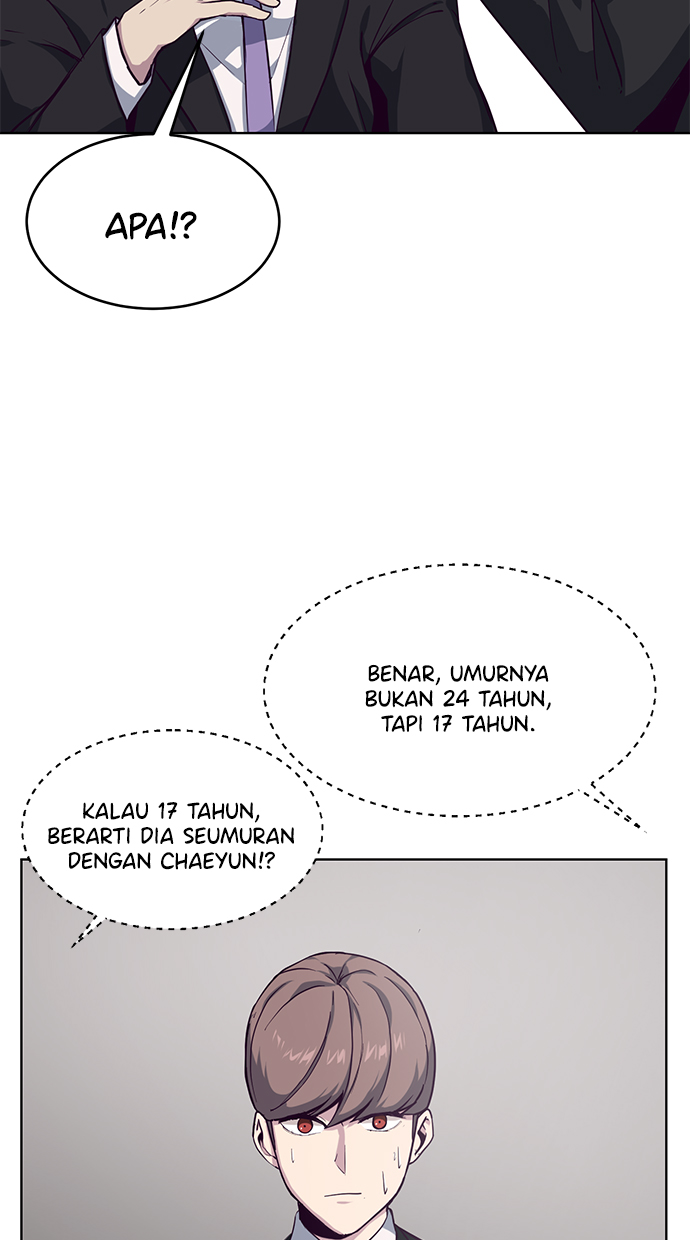 APA!?
BENAR, UMURNYA
BUKAN 24 TAHUN,
TAPI 17 TAHUN.
KALAU 17 TAHUN,
BERARTI DIA SEUMURAN
DENGAN CHAEYUN!?